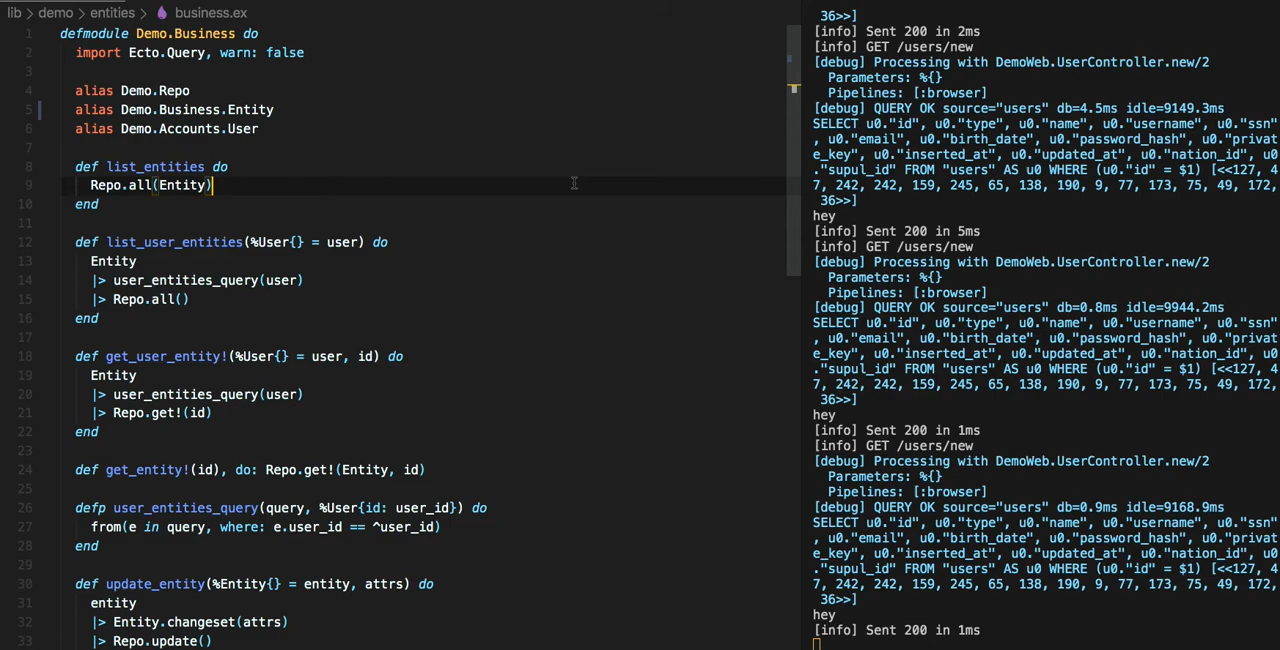 lib > demo > entities > business.ex
1 defmodule Demo.Business do
2 import Ecto.Query, warn: false
3
4 alias Demo.Repo
5 alias Demo.Business.Entity
6 alias Demo.Accounts.User
7
8 def list_entities do
9 Repo.all(Entity)
10 end
11
12 def list_user_entities(%User{} = user) do
13 Entity
14 |> user_entities_query(user)
15 |> Repo.all()
16 end
17
18 def get_user_entity!(%User{} = user, id) do
19 Entity
20 |> user_entities_query(user)
21 |> Repo.get!(id)
22 end
23
24 def get_entity!(id), do: Repo.get!(Entity, id)
25
26 defp user_entities_query(query, %User{id: user_id}) do
27 from(e in query, where: e.user_id == ^user_id)
28 end
29
30 def update_entity(%Entity{} = entity, attrs) do
31 entity
32 |> Entity.changeset(attrs)
33 |> Repo.update()
36>>]
[info] Sent 200 in 2ms
[info] GET /users/new
[debug] Processing with DemoWeb.UserController.new/2
Parameters: %{}
Pipelines: [:browser]
[debug] QUERY OK source="users" db=4.5ms idle=9149.3ms
SELECT u0."id", u0."type", u0."name", u0."username", u0."ssn"
, u0."email", u0."birth_date", u0."password_hash", u0."privat
e_key", u0."inserted_at", u0."updated_at", u0."nation_id", u0
."supul_id" FROM "users" AS u0 WHERE (u0."id" = $1) [<<127, 4
7, 242, 242, 159, 245, 65, 138, 190, 9, 77, 173, 75, 49, 172,
36>>]
hey
[info] Sent 200 in 5ms
[info] GET /users/new
[debug] Processing with DemoWeb.UserController.new/2
Parameters: %{}
Pipelines: [:browser]
[debug] QUERY OK source="users" db=0.8ms idle=9944.2ms
SELECT u0."id", u0."type", u0."name", u0."username", u0."ssn"
, u0."email", u0."birth_date", u0."password_hash", u0."privat
e_key", u0."inserted_at", u0."updated_at", u0."nation_id", u0
."supul_id" FROM "users" AS u0 WHERE (u0."id" = $1) [<<127, 4
7, 242, 242, 159, 245, 65, 138, 190, 9, 77, 173, 75, 49, 172,
36>>]
hey
[info] Sent 200 in 1ms
[info] GET /users/new
[debug] Processing with DemoWeb.UserController.new/2
Parameters: %{}
Pipelines: [:browser]
[debug] QUERY OK source="users" db=0.9ms idle=9168.9ms
SELECT u0."id", u0."type", u0."name", u0."username", u0."ssn"
, u0."email", u0."birth_date", u0."password_hash", u0."privat
e_key", u0."inserted_at", u0."updated_at", u0."nation_id", u0
."supul_id" FROM "users" AS u0 WHERE (u0."id" = $1) [<<127, 4
7, 242, 242, 159, 245, 65, 138, 190, 9, 77, 173, 75, 49, 172,
36>>]
hey
[info] Sent 200 in 1ms